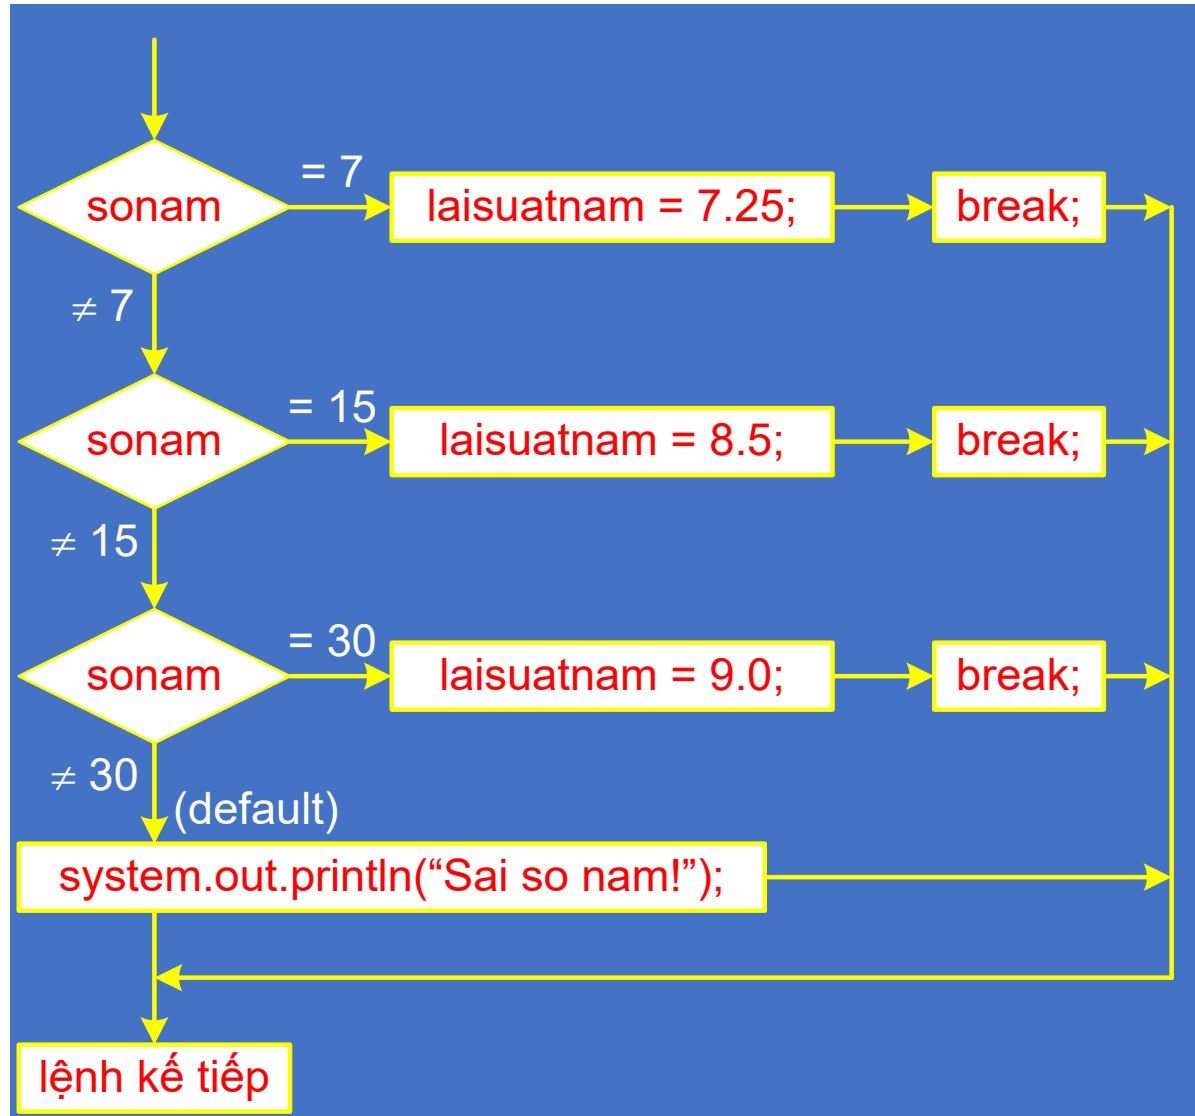 sonam
= 7
laisuatnam = 7.25;
break;
≠ 7
sonam
= 15
laisuatnam = 8.5;
break;
≠ 15
sonam
= 30
laisuatnam = 9.0;
break;
≠ 30
(default)
system.out.println(“Sai so nam!”);
lệnh kế tiếp